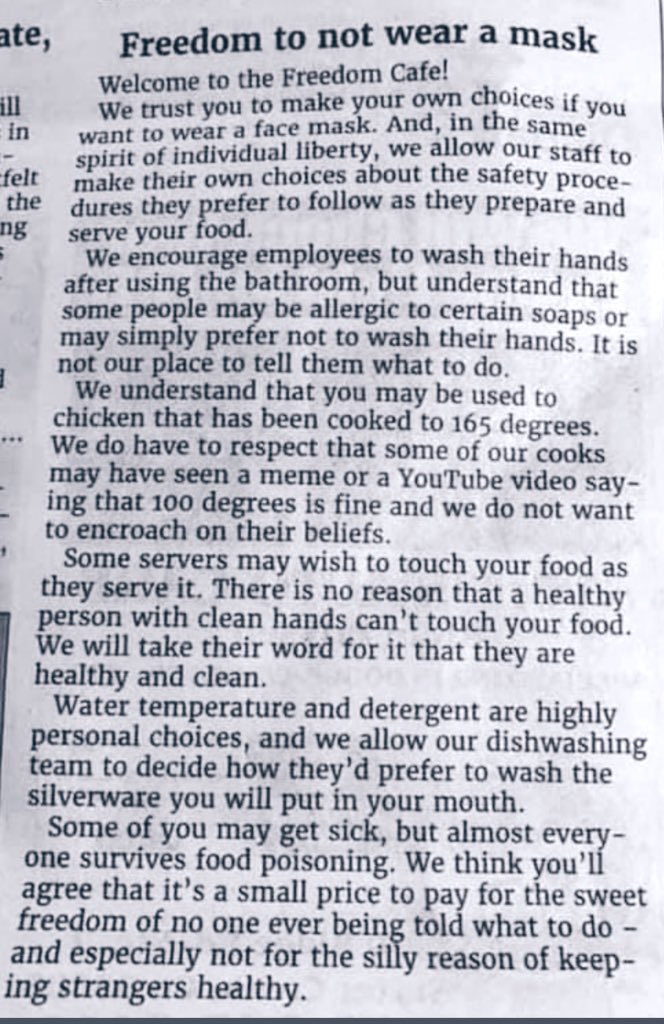 ate,
Freedom to not wear a mask
Welcome to the Freedom Cafe!
ill
We trust you to make your own choices if you
in
want to wear a face mask. And, in the same
spirit of individual liberty, we allow our staff to
felt
make their own choices about the safety proce-
the
dures they prefer to follow as they prepare and
ng
serve your food.
We encourage employees to wash their hands
after using the bathroom, but understand that
some people may be allergic to certain soaps or
may simply prefer not to wash their hands. It is
not our place to tell them what to do.
We understand that you may be used to
chicken that has been cooked to 165 degrees.
...
We do have to respect that some of our cooks
may have seen a meme or a YouTube video say-
ing that 100 degrees is fine and we do not want
to encroach on their beliefs.
Some servers may wish to touch your food as
they serve it. There is no reason that a healthy
person with clean hands can't touch your food.
We will take their word for it that they are
healthy and clean.
Water temperature and detergent are highly
personal choices, and we allow our dishwashing
team to decide how they'd prefer to wash the
silverware you will put in your mouth.
Some of you may get sick, but almost every-
one survives food poisoning. We think you'll
agree that it's a small price to pay for the sweet
freedom of no one ever being told what to do –
and especially not for the silly reason of keep-
ing strangers healthy.